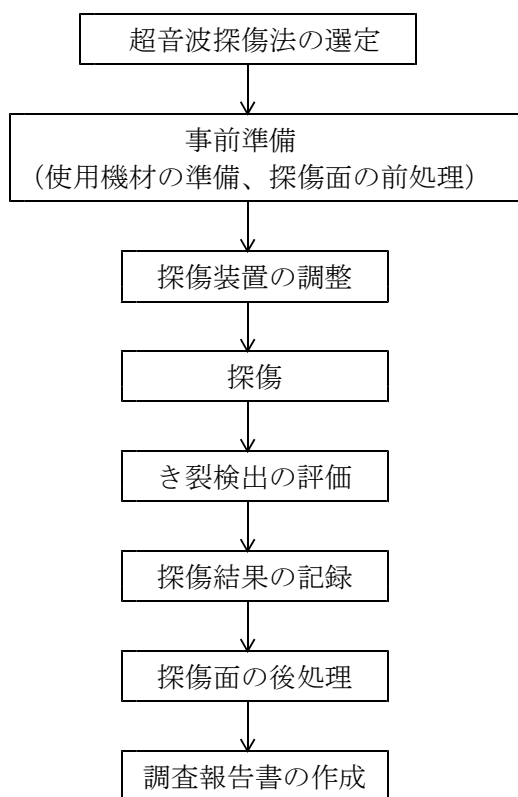 超音波探傷法の選定
事前準備
（使用機材の準備、探傷面の前処理）
探傷装置の調整
探傷
き裂検出の評価
探傷結果の記録
探傷面の後処理
調査報告書の作成